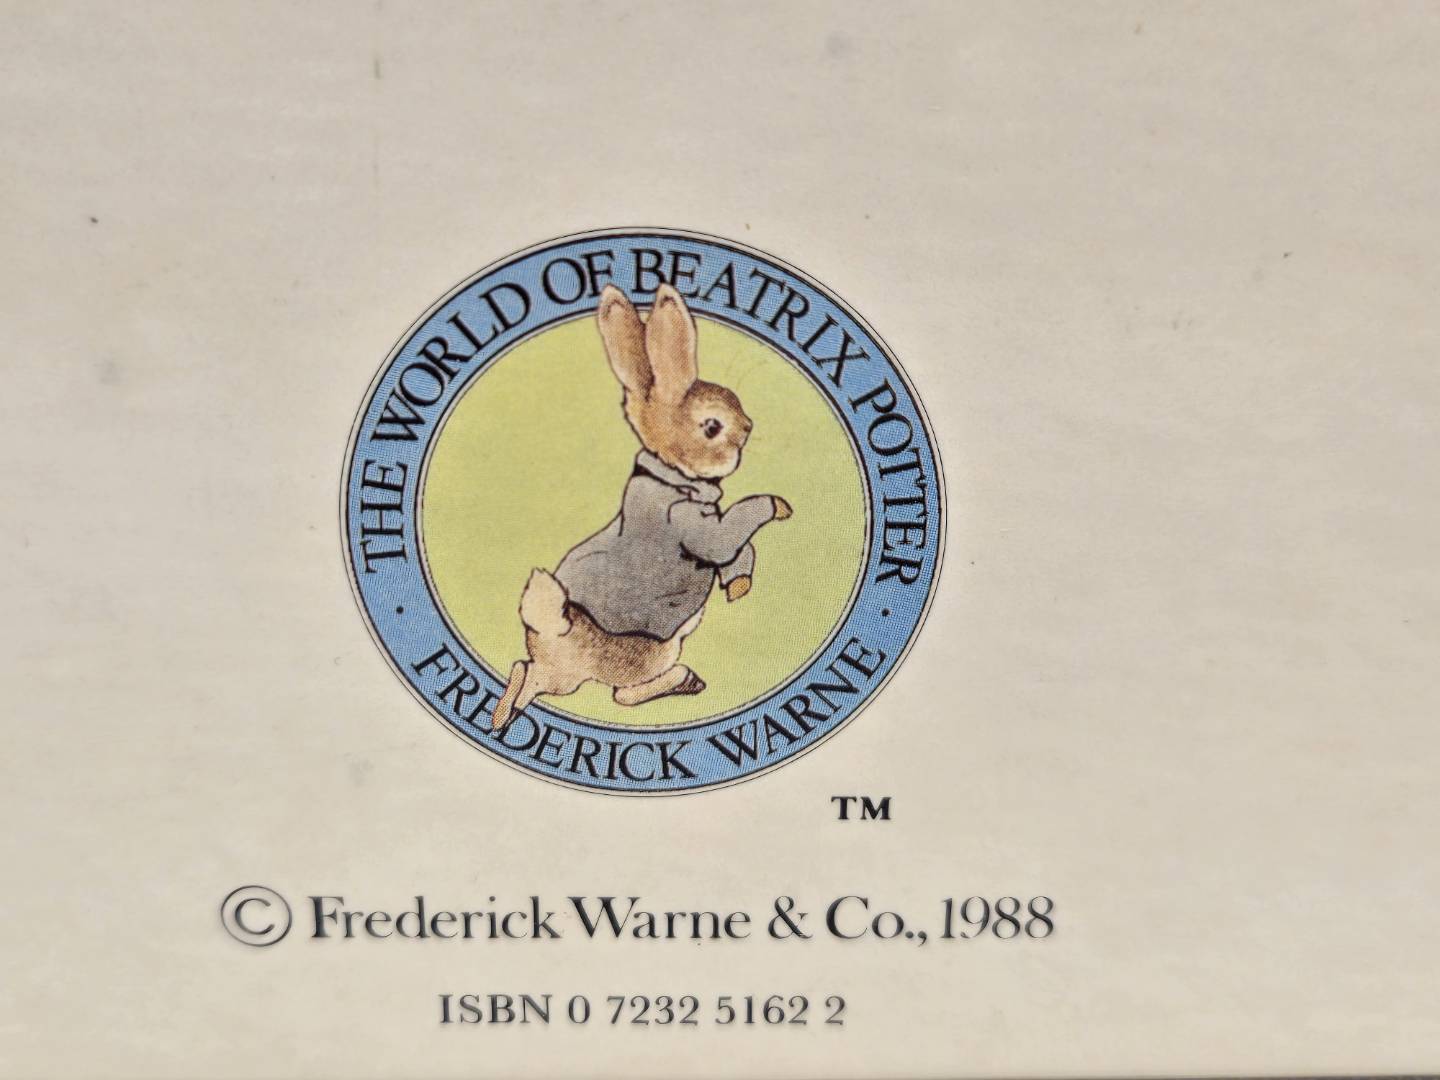 THE WORLD OF BEATRIX POTTER
· FREDERICK WARNE ·
TM
© Frederick Warne & Co., 1988
ISBN 0 7232 5162 2